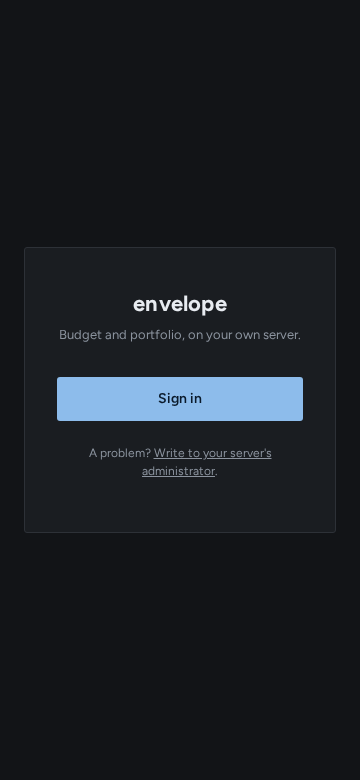 envelope
Budget and portfolio, on your own server.
Sign in
A problem? Write to your server's
administrator.